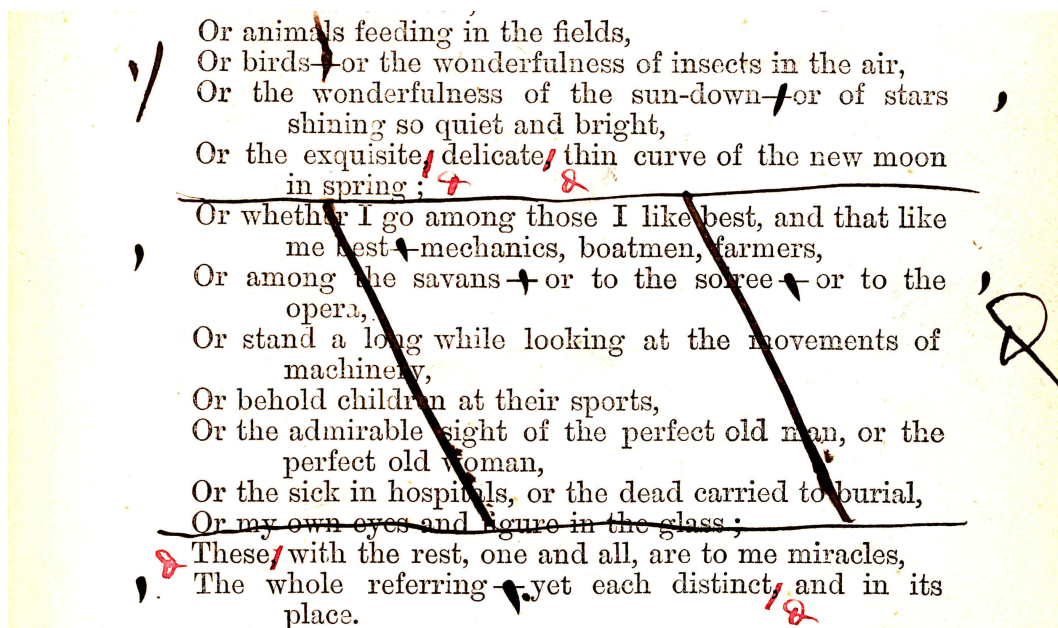 Or animals feeding in the fields,
Or birds—or the wonderfulness of insects in the air,
Or the wonderfulness of the sun-down—or of stars
shining so quiet and bright,
Or the exquisite, delicate, thin curve of the new moon
in spring;
Or whether I go among those I like best, and that like
me best—mechanics, boatmen, farmers,
Or among the savans—or to the soiree—or to the
opera,
Or stand a long while looking at the movements of
machinery,
Or behold children at their sports,
Or the admirable sight of the perfect old man, or the
perfect old woman,
Or the sick in hospitals, or the dead carried to burial,
Or my own eyes and figure in the glass;
These, with the rest, one and all, are to me miracles,
The whole referring—yet each distinct, and in its
place.